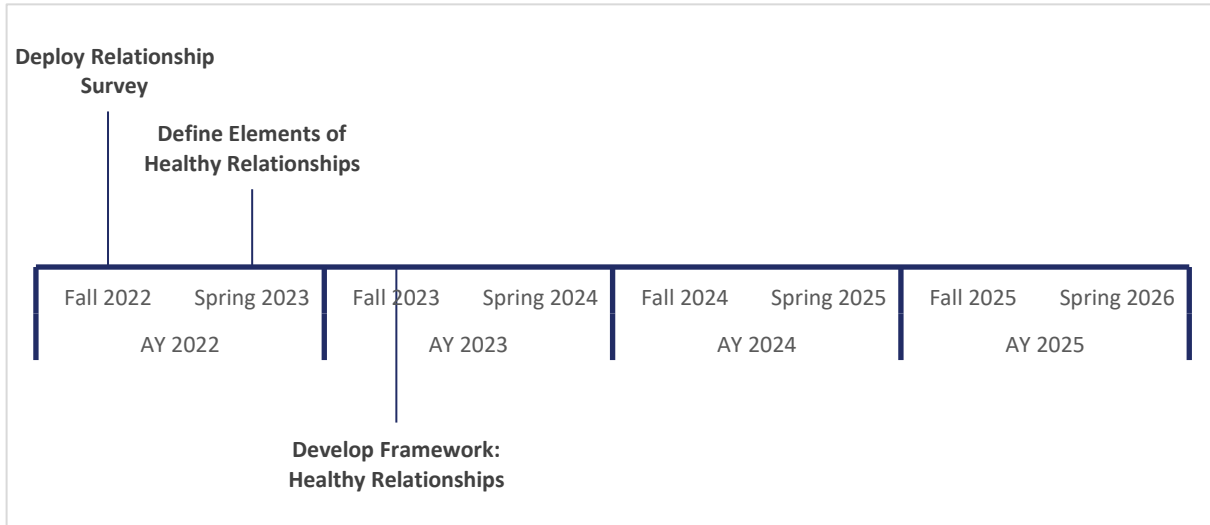 Deploy Relationship
Survey
Define Elements of
Healthy Relationships
Fall 2022 Spring 2023 Fall 2023 Spring 2024 Fall 2024 Spring 2025 Fall 2025 Spring 2026
AY 2022 AY 2023 AY 2024 AY 2025
Develop Framework:
Healthy Relationships